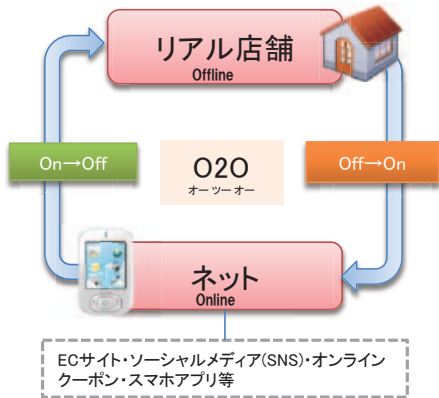 リアル店舗
Offline
On→Off
O2O
オーツーオー
Off→On
ネット
Online
ECサイト・ソーシャルメディア(SNS)・オンライン
クーポン・スマホアプリ等